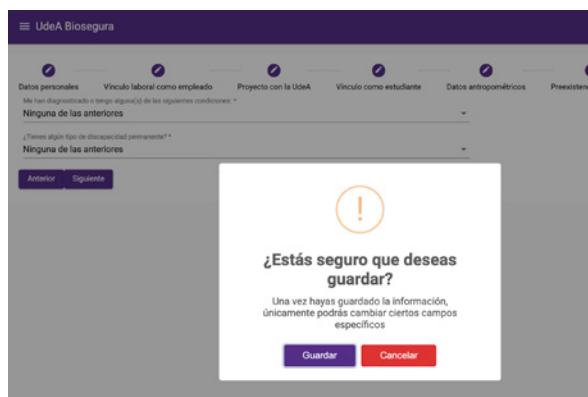 UdeA Biosegura
Datos personales Vínculo laboral como empleado Proyecto con la UdeA Vínculo como estudiante Datos antropométricos
Me han diagnosticado o tengo alguna(s) de las siguientes condiciones: *
Ninguna de las anteriores
¿Tienes algún tipo de discapacidad permanente? *
Ninguna de las anteriores
Anterior Siguiente
!
¿Estás seguro que deseas
guardar?
Una vez hayas guardado la información,
únicamente podrás cambiar ciertos campos
específicos
Guardar Cancelar